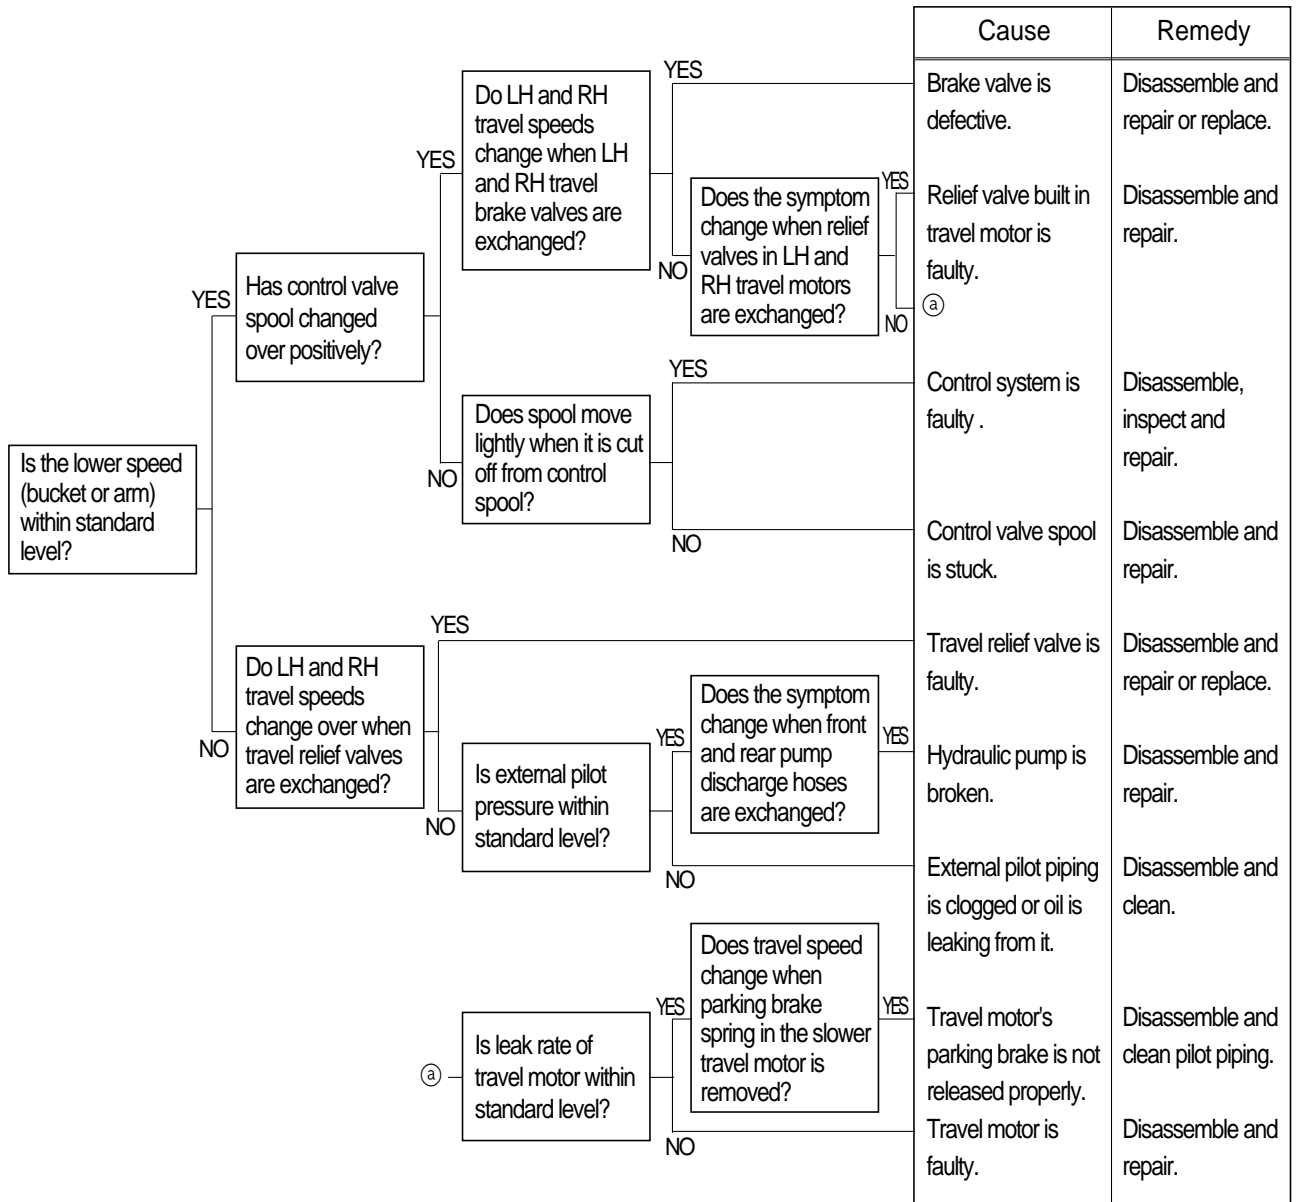 Cause
Remedy
YES
Do LH and RH
travel speeds
change when LH
and RH travel
brake valves are
exchanged?
Brake valve is
defective.
Disassemble and
repair or replace.
YES
YES
Does the symptom
change when relief
valves in LH and
RH travel motors
are exchanged?
Relief valve built in
travel motor is
faulty.
Disassemble and
repair.
NO
NO
ⓐ
YES
Has control valve
spool changed
over positively?
YES
Does spool move
lightly when it is cut
off from control
spool?
Control system is
faulty .
Disassemble,
inspect and
repair.
NO
NO
Control valve spool
is stuck.
Disassemble and
repair.
Is the lower speed
(bucket or arm)
within standard
level?
YES
Do LH and RH
travel speeds
change over when
travel relief valves
are exchanged?
NO
Travel relief valve is
faulty.
Disassemble and
repair or replace.
Does the symptom
change when front
and rear pump
discharge hoses
are exchanged?
YES
YES
Hydraulic pump is
broken.
Disassemble and
repair.
Is external pilot
pressure within
standard level?
NO
NO
External pilot piping
is clogged or oil is
leaking from it.
Disassemble and
clean.
Does travel speed
change when
parking brake
spring in the slower
travel motor is
removed?
YES
YES
Travel motor's
parking brake is not
released properly.
Disassemble and
clean pilot piping.
ⓐ
Is leak rate of
travel motor within
standard level?
NO
Travel motor is
faulty.
Disassemble and
repair.